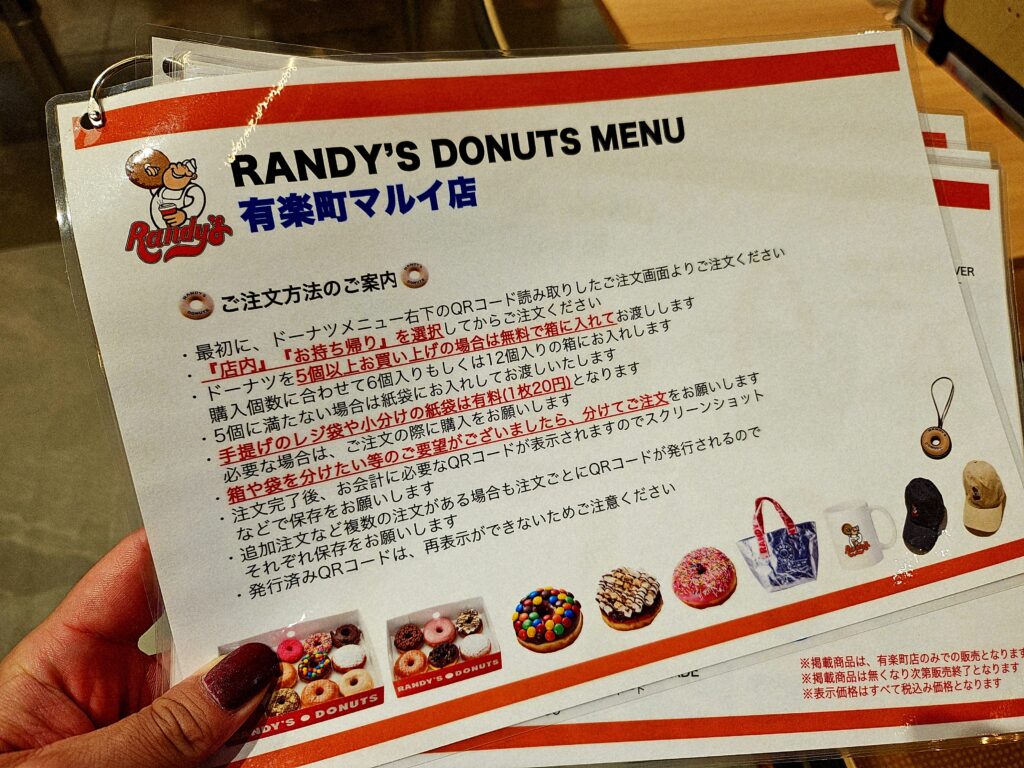 RANDY'S DONUTS MENU
有楽町マルイ店
Randy's
ご注文方法のご案内
・最初に、ドーナツメニュー右下のQRコード読み取りしたご注文画面よりご注文ください
・『店内』『お持ち帰り』を選択してからご注文ください
・ドーナツを5個以上お買い上げの場合は無料で箱に入れてお渡しします
購入個数に合わせて6個入りもしくは12個入りの箱にお入れします
・5個に満たない場合は紙袋にお入れしてお渡しいたします
・手提げのレジ袋や小分けの紙袋は有料(1枚20円)となります
必要な場合は、ご注文の際に購入をお願いします
・箱や袋を分けたい等のご要望がございましたら、分けてご注文をお願いします
・注文完了後、お会計に必要なQRコードが表示されますのでスクリーンショット
などで保存をお願いします
・追加注文など複数の注文がある場合も注文ごとにQRコードが発行されるので
それぞれ保存をお願いします
・発行済みQRコードは、再表示ができないためご注意ください
RANDY'S DONUTS
RANDY'S DONUTS
RANDY
Randy's
VER
DE
ード
※掲載商品は、有楽町店のみでの販売となりま
※掲載商品は無くなり次第販売終了となります
※表示価格はすべて税込み価格となります